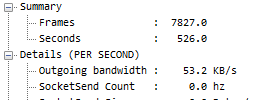 Summary
Frames : 7827.0
Seconds : 526.0
Details (PER SECOND)
Outgoing bandwidth : 53.2 KB/s
SocketSend Count : 0.0 hz